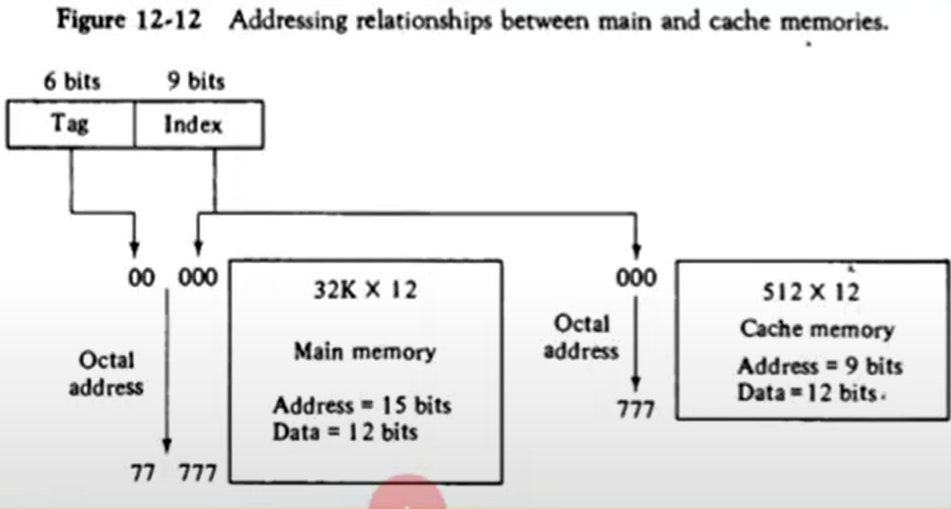 Figure 12-12 Addressing relationships between main and cache memories.
6 bits 9 bits
Tag Index
00 000
Octal
address
77 777
32K X 12
Main memory
Address = 15 bits
Data = 12 bits
000
Octal
address
777
512 X 12
Cache memory
Address = 9 bits
Data = 12 bits.